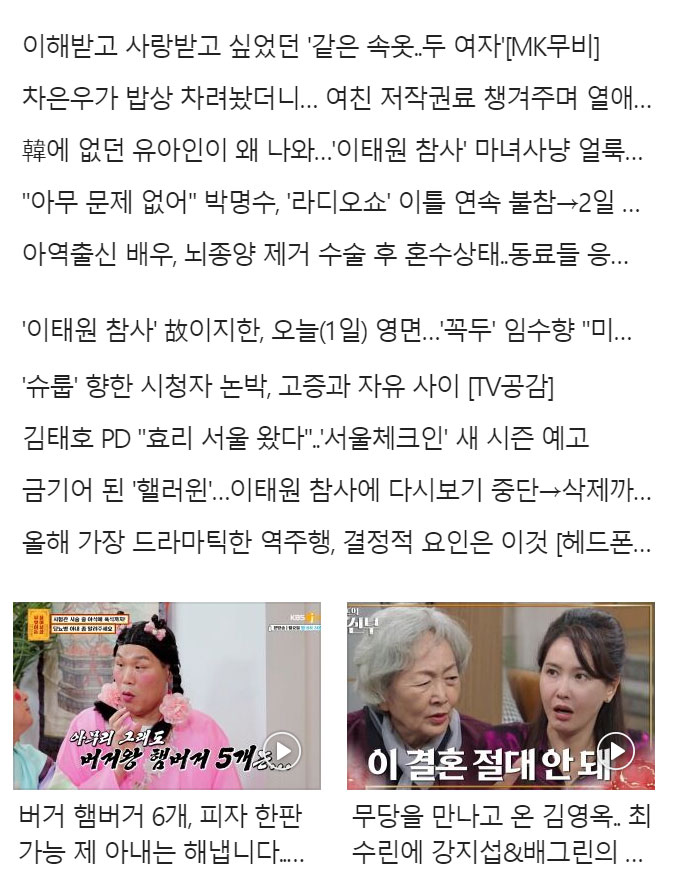 이해받고 사랑받고 싶었던 '같은 속옷..두 여자'[MK무비]
차은우가 밥상 차려놨더니... 여친 저작권료 챙겨주며 열애...
韓에 없던 유아인이 왜 나와...'이태원 참사' 마녀사냥 얼룩...
"아무 문제 없어" 박명수, '라디오쇼' 이틀 연속 불참→2일 ...
아역출신 배우, 뇌종양 제거 수술 후 혼수상태..동료들 응...
'이태원 참사' 故이지한, 오늘(1일) 영면...'꼭두' 임수향 "미...
'슈룹' 향한 시청자 논박, 고증과 자유 사이 [TV공감]
김태호 PD "효리 서울 왔다"..'서울체크인' 새 시즌 예고
금기어 된 '핼러윈'...이태원 참사에 다시보기 중단→삭제까...
올해 가장 드라마틱한 역주행, 결정적 요인은 이것 [헤드폰...
당뇨병 아내 좀 말려주세요
KBS
아무리 그래도
버거왕 햄버거 5개는...
이 결혼 절대 안 돼
버거 햄버거 6개, 피자 한판
가능 제 아내는 해냅니다.....
무당을 만나고 온 김영옥.. 최
수린에 강지섭&배그린의 ...